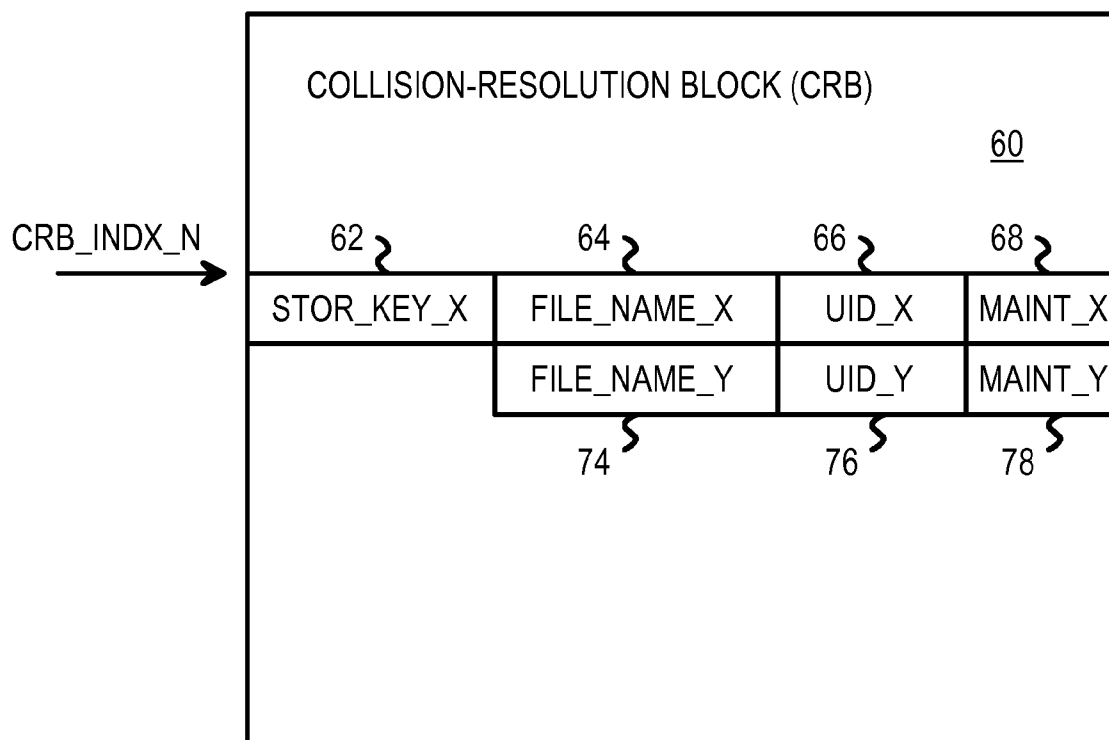 COLLISION-RESOLUTION BLOCK (CRB)
60
CRB_INDX_N
62 64 66 68
STOR_KEY_X FILE_NAME_X UID_X MAINT_X
FILE_NAME_Y UID_Y MAINT_Y
74 76 78